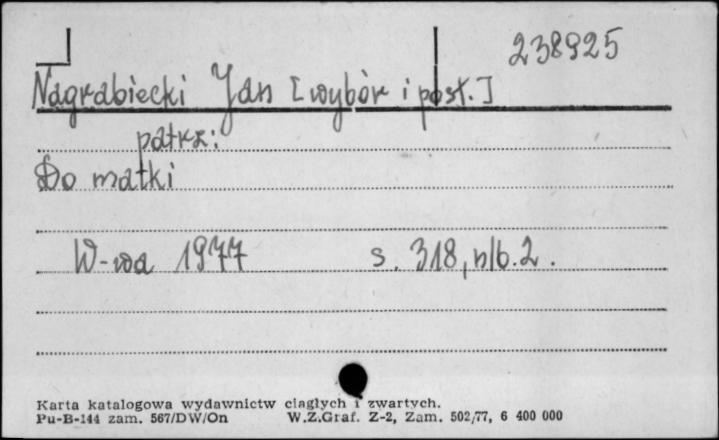 238925
Nagrabiecki Jan [wybór i posł.]
patrz:
Do matki
W-wa 1977 s. 318, nlb. 2.
Karta katalogowa wydawnictw ciągłych i zwartych.
Pu-B-144 zam. 567/DW/On W.Z.Graf. Z-2, Zam. 502/77, 6 400 000